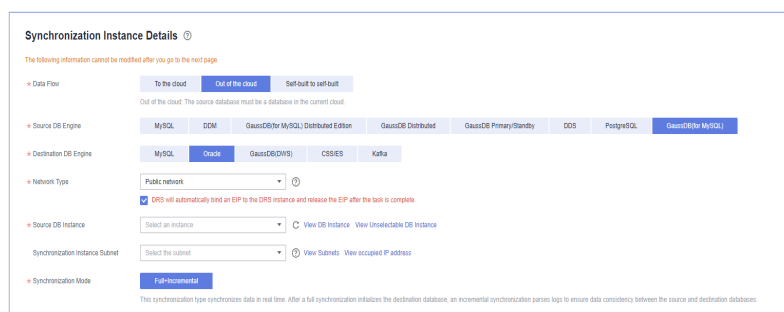 Synchronization Instance Details ?
The following information cannot be modified after you go to the next page.
* Data Flow To the cloud Out of the cloud Self-built to self-built
Out of the cloud: The source database must be a database in the current cloud.
* Source DB Engine MySQL DDM GaussDB(for MySQL) Distributed Edition GaussDB Distributed GaussDB Primary/Standby DDS PostgreSQL GaussDB(for MySQL)
* Destination DB Engine MySQL Oracle GaussDB(DWS) CSS/ES Kafka
* Network Type Public network ?
DRS will automatically bind an EIP to the DRS instance and release the EIP after the task is complete.
* Source DB Instance Select an instance View DB Instance View Unselectable DB Instance
Synchronization Instance Subnet Select the subnet ? View Subnets View occupied IP address
* Synchronization Mode Full+Incremental
This synchronization type synchronizes data in real time. After a full synchronization initializes the destination database, an incremental synchronization parses logs to ensure data consistency between the source and destination databases.